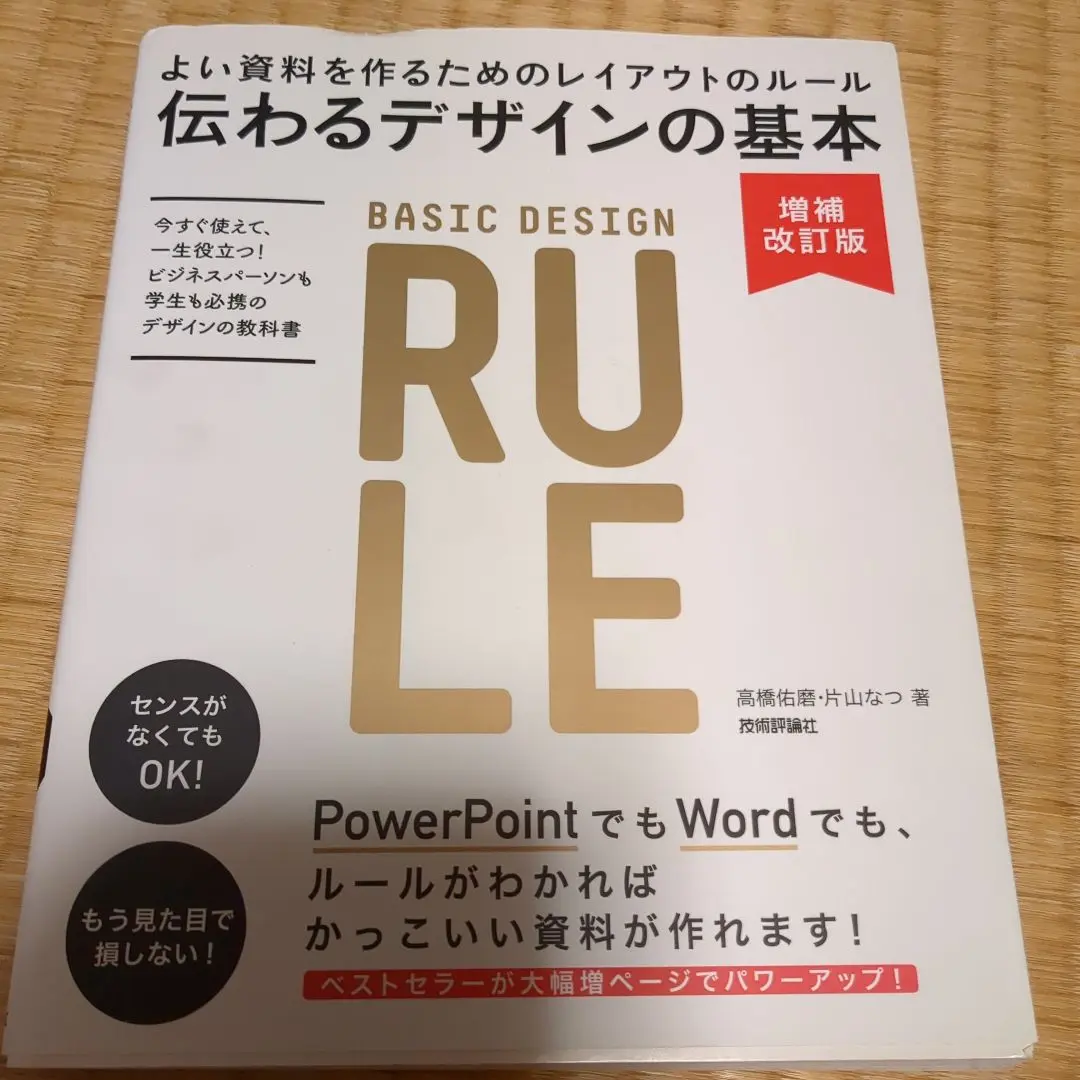 よい資料を作るためのレイアウトのルール
伝わるデザインの基本
増補
改訂版
今すぐ使えて、
一生役立つ！
ビジネスパーソンも
学生も必携の
デザインの教科書
BASIC DESIGN
RU
LE
高橋佑磨・片山なつ 著
技術評論社
センスが
なくても
OK!
もう見た目で
損しない！
PowerPointでもWordでも、
ルールがわかれば
かっこいい資料が作れます！
ベストセラーが大幅増ページでパワーアップ！